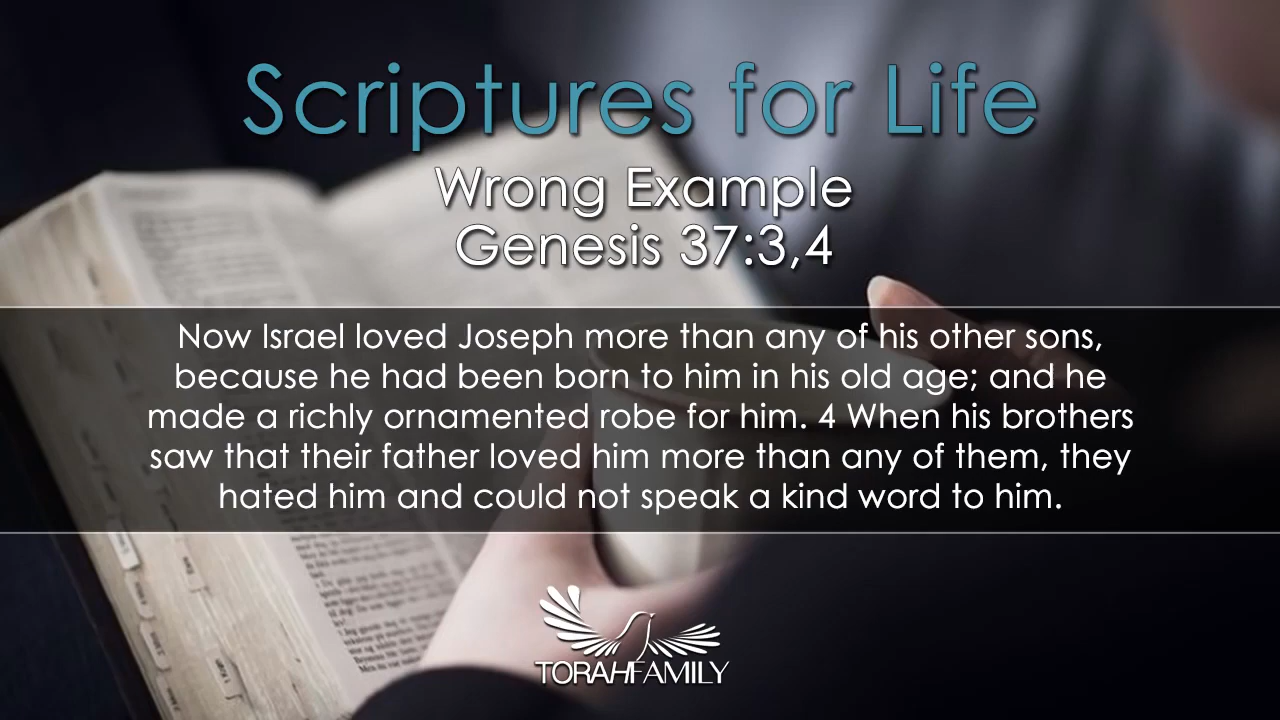 Scriptures for Life
Wrong Example
Genesis 37:3,4
Now Israel loved Joseph more than any of his other sons,
because he had been born to him in his old age; and he
made a richly ornamented robe for him. 4 When his brothers
saw that their father loved him more than any of them, they
hated him and could not speak a kind word to him.
TORAHFAMILY